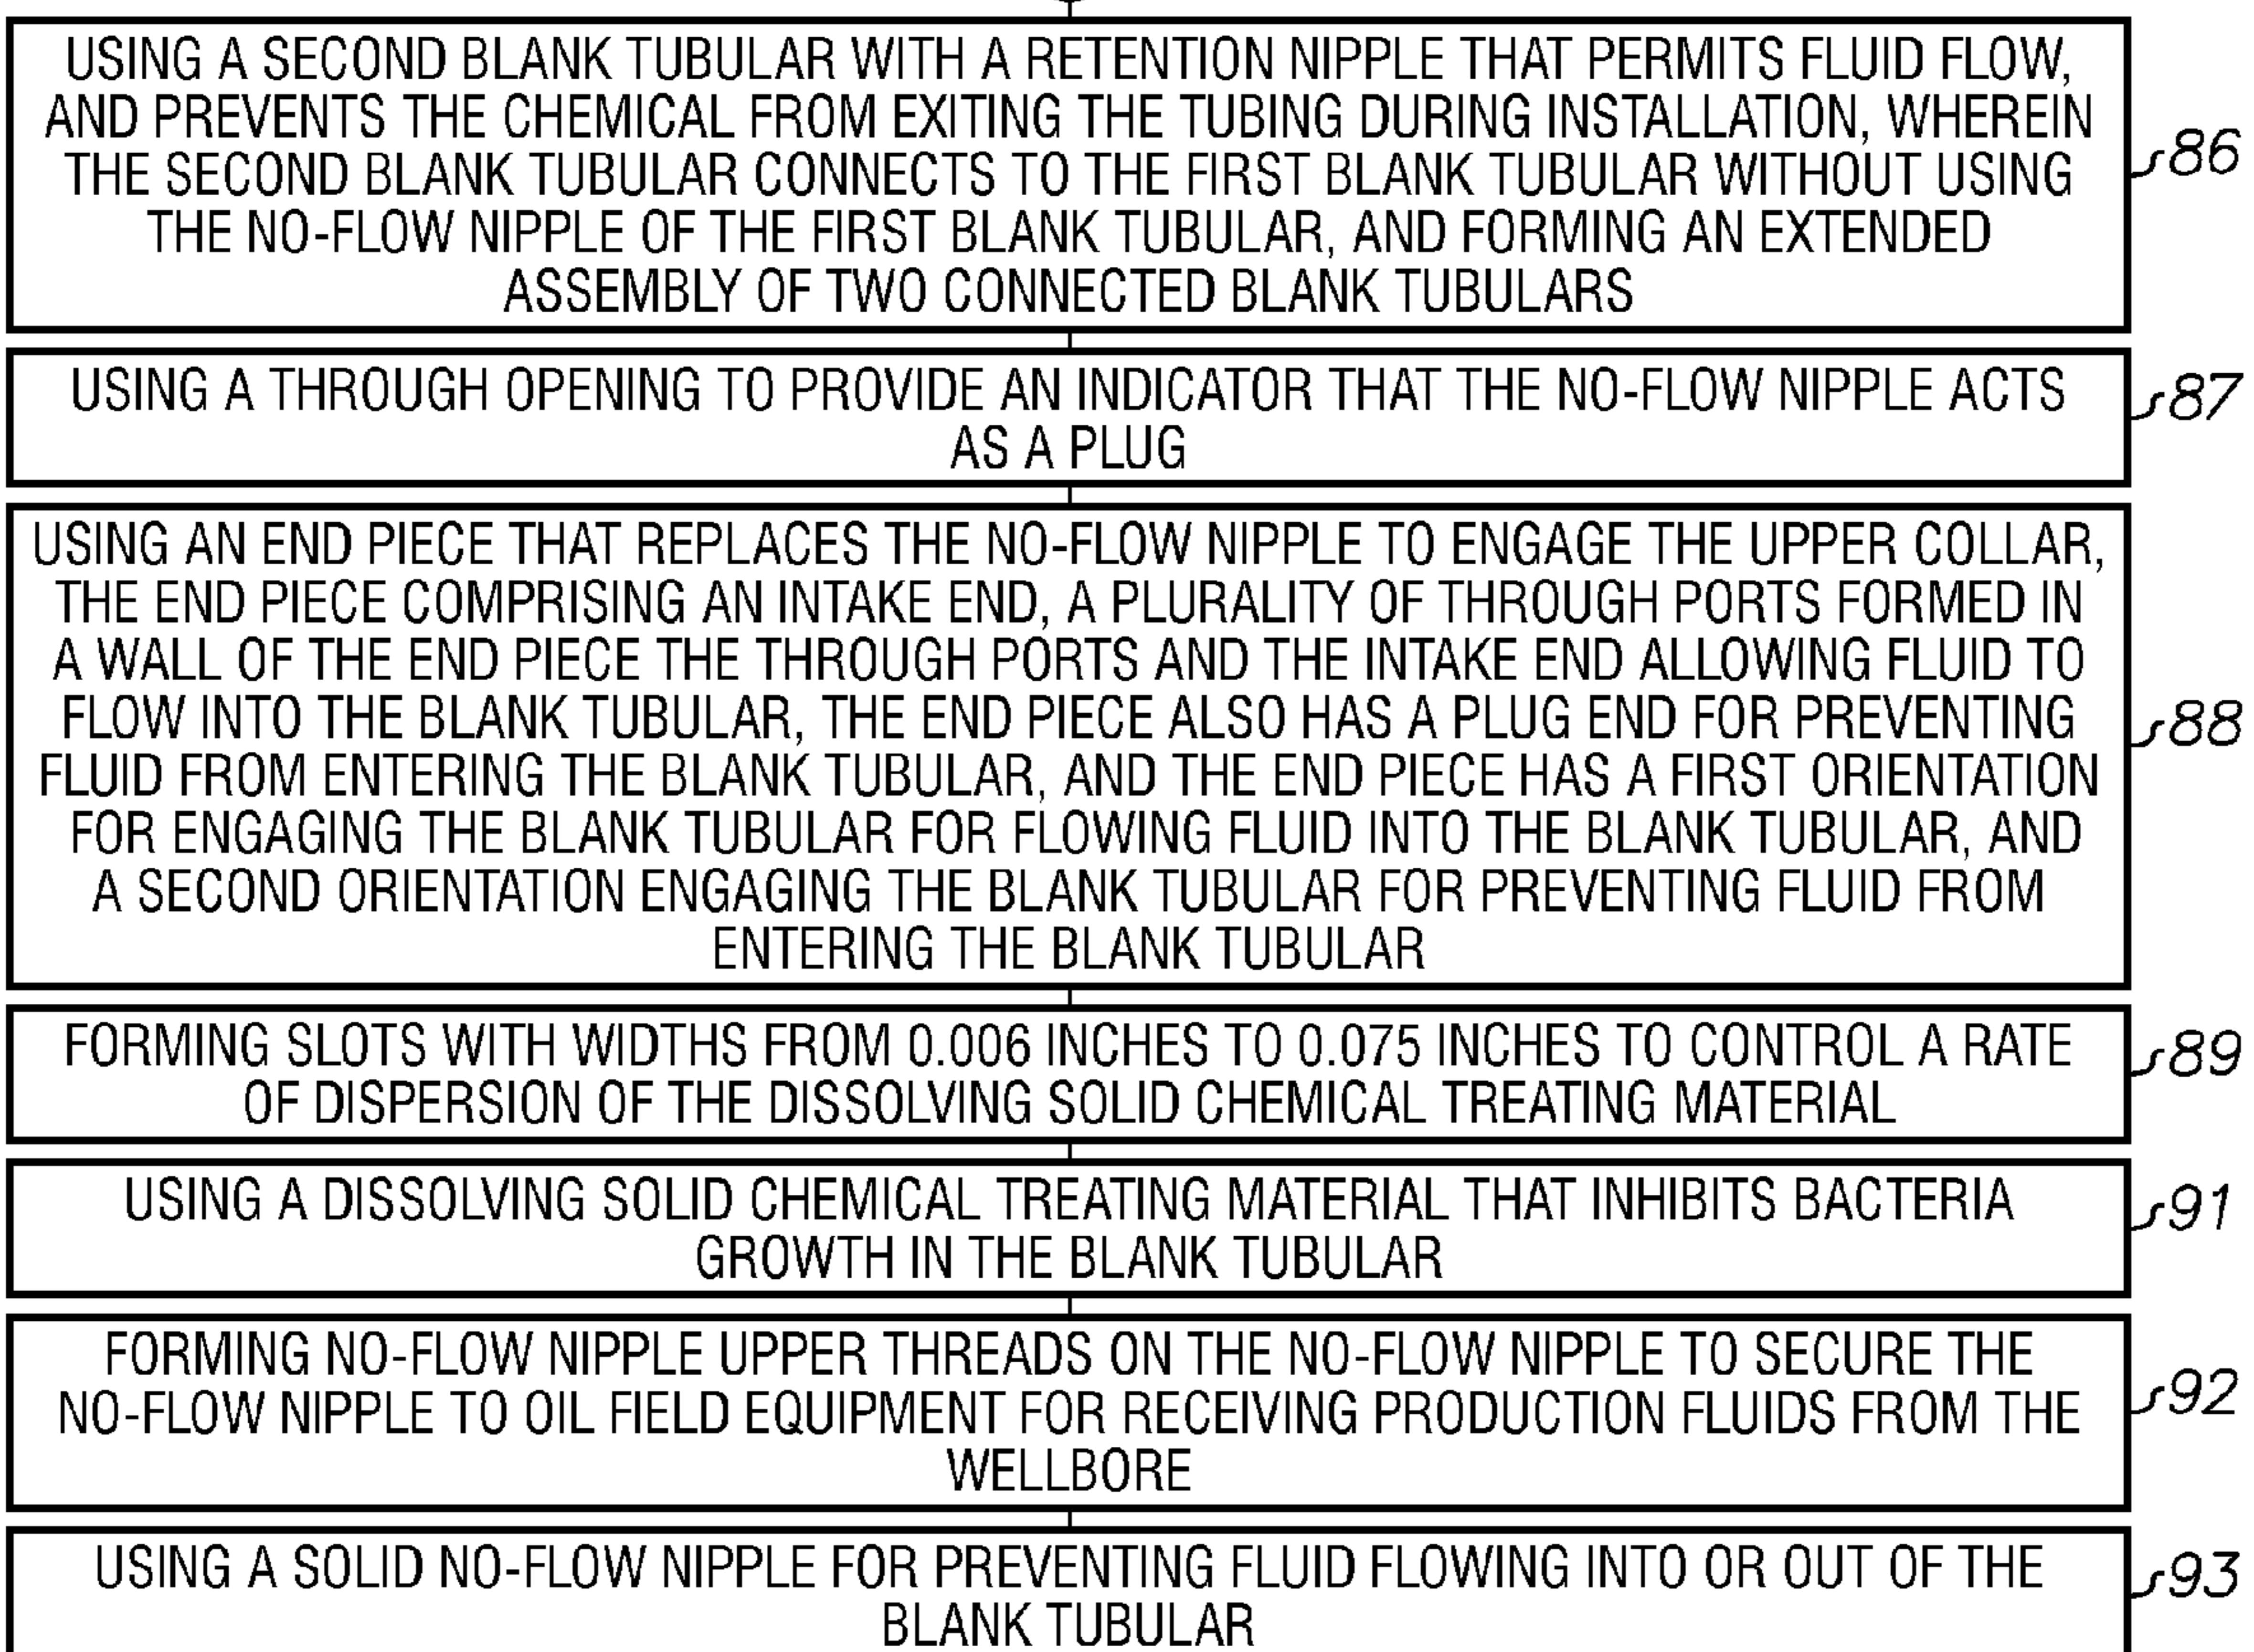 USING A SECOND BLANK TUBULAR WITH A RETENTION NIPPLE THAT PERMITS FLUID FLOW,
AND PREVENTS THE CHEMICAL FROM EXITING THE TUBING DURING INSTALLATION, WHEREIN
THE SECOND BLANK TUBULAR CONNECTS TO THE FIRST BLANK TUBULAR WITHOUT USING
THE NO-FLOW NIPPLE OF THE FIRST BLANK TUBULAR, AND FORMING AN EXTENDED
ASSEMBLY OF TWO CONNECTED BLANK TUBULARS
86
USING A THROUGH OPENING TO PROVIDE AN INDICATOR THAT THE NO-FLOW NIPPLE ACTS
AS A PLUG
87
USING AN END PIECE THAT REPLACES THE NO-FLOW NIPPLE TO ENGAGE THE UPPER COLLAR,
THE END PIECE COMPRISING AN INTAKE END, A PLURALITY OF THROUGH PORTS FORMED IN
A WALL OF THE END PIECE THE THROUGH PORTS AND THE INTAKE END ALLOWING FLUID TO
FLOW INTO THE BLANK TUBULAR, THE END PIECE ALSO HAS A PLUG END FOR PREVENTING
FLUID FROM ENTERING THE BLANK TUBULAR, AND THE END PIECE HAS A FIRST ORIENTATION
FOR ENGAGING THE BLANK TUBULAR FOR FLOWING FLUID INTO THE BLANK TUBULAR, AND
A SECOND ORIENTATION ENGAGING THE BLANK TUBULAR FOR PREVENTING FLUID FROM
ENTERING THE BLANK TUBULAR
88
FORMING SLOTS WITH WIDTHS FROM 0.006 INCHES TO 0.075 INCHES TO CONTROL A RATE
OF DISPERSION OF THE DISSOLVING SOLID CHEMICAL TREATING MATERIAL
89
USING A DISSOLVING SOLID CHEMICAL TREATING MATERIAL THAT INHIBITS BACTERIA
GROWTH IN THE BLANK TUBULAR
91
FORMING NO-FLOW NIPPLE UPPER THREADS ON THE NO-FLOW NIPPLE TO SECURE THE
NO-FLOW NIPPLE TO OIL FIELD EQUIPMENT FOR RECEIVING PRODUCTION FLUIDS FROM THE
WELLBORE
92
USING A SOLID NO-FLOW NIPPLE FOR PREVENTING FLUID FLOWING INTO OR OUT OF THE
BLANK TUBULAR
93